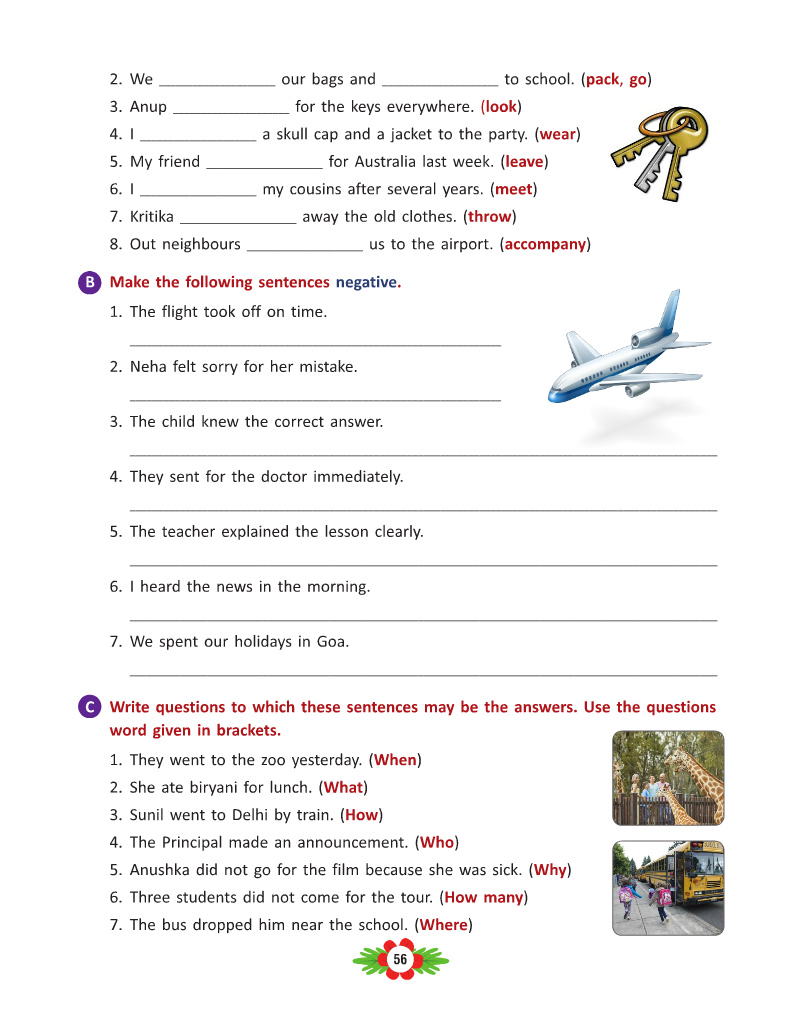 2. We ______________ our bags and ______________ to school. (pack, go)
3. Anup ______________ for the keys everywhere. (look)
4. I ______________ a skull cap and a jacket to the party. (wear)
5. My friend ______________ for Australia last week. (leave)
6. I ______________ my cousins after several years. (meet)
7. Kritika ______________ away the old clothes. (throw)
8. Out neighbours ______________ us to the airport. (accompany)
B Make the following sentences negative.
1. The flight took off on time.
2. Neha felt sorry for her mistake.
3. The child knew the correct answer.
4. They sent for the doctor immediately.
5. The teacher explained the lesson clearly.
6. I heard the news in the morning.
7. We spent our holidays in Goa.
C Write questions to which these sentences may be the answers. Use the questions
word given in brackets.
1. They went to the zoo yesterday. (When)
2. She ate biryani for lunch. (What)
3. Sunil went to Delhi by train. (How)
4. The Principal made an announcement. (Who)
5. Anushka did not go for the film because she was sick. (Why)
6. Three students did not come for the tour. (How many)
7. The bus dropped him near the school. (Where)
56